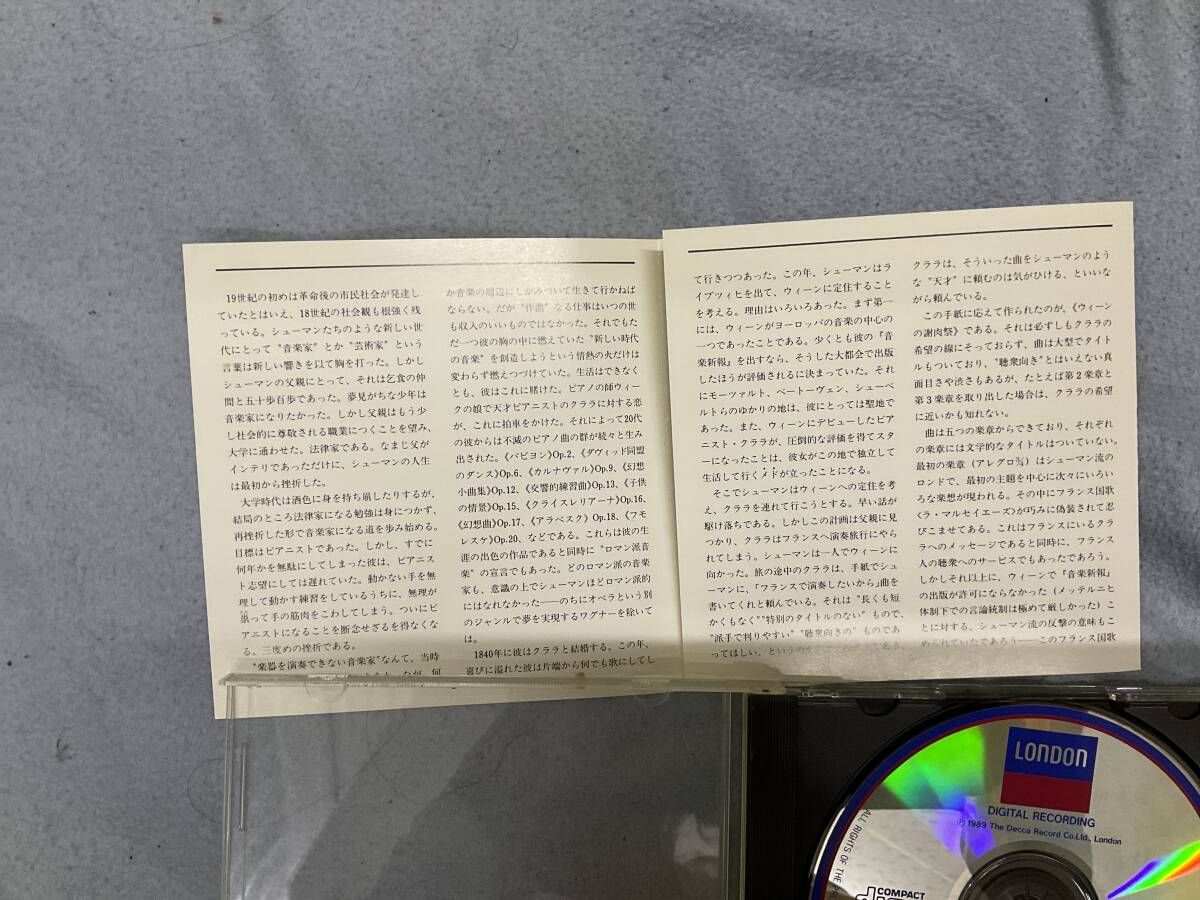 19世紀の初めは革命後の市民社会が発達し
ていたとはいえ、18世紀の社会観も根強く残
っている。シューマンたちのような新しい世
代にとって“音楽家”とか“芸術家”という
言葉は新しい響きを以て胸を打った。しかし
シューマンの父親にとって、それは乞食の仲
間と五十歩百歩であった。夢見がちな少年は
音楽家になりたかった。しかし父親はもう少
し社会的に尊敬される職業につくことを望み、
大学に通わせた。法律家である。なまじ父が
インテリであっただけに、シューマンの人生
は最初から挫折した。
大学時代は酒色に身を持ち崩したりするが、
結局のところ法律家になる勉強は身につかず、
再挫折した形で音楽家になる道を歩み始める。
目標はピアニストであった。しかし、すでに
何年かを無駄にしてしまった彼は、ピアニス
ト志望にしては遅れていた。動かない手を無
理して動かす練習をしているうちに、無理が
祟って手の筋肉をこわしてしまう。ついにピ
アニストになることを断念せざるを得なくな
る。三度めの挫折である。
“楽器を演奏できない音楽家”なんて、当時
か音楽の周辺にしがみついて生きて行かねば
ならない。だが“作曲”なる仕事はいつの世
も収入のいいものではなかった。それでもた
だ一つ彼の胸の中に燃えていた“新しい時代
の音楽”を創造しようという情熱の火だけは
変わらず燃えつづけていた。生活はできなく
とも、彼はこれに賭けた。ピアノの師ウィー
クの娘で天才ピアニストのクララに対する恋
が、これに拍車をかけた。それによって20代
の彼からは不滅のピアノ曲の群が続々と生み
出された。《パピヨン》Op.2、《ダヴィッド同盟
のダンス》Op.6、《カルナヴァル》Op.9、《幻想
小曲集》Op.12、《交響的練習曲》Op.13、《子供
の情景》Op.15、《クライスレリアーナ》Op.16、
《幻想曲》Op.17、《アラベスク》Op.18、《フモ
レスケ》Op.20、などである。これらは彼の生
涯の出色の作品であると同時に“ロマン派音
楽”の宣言でもあった。どのロマン派の音楽
家も、意識の上でシューマンほどロマン派的
にはなれなかった——のちにオペラという別
のジャンルで夢を実現するワグナーを除いて
は。
1840年に彼はクララと結婚する。この年、
喜びに溢れた彼は片端から何でも歌にしてし
て行きつつあった。この年、シューマンはラ
イプツィヒを出て、ウィーンに定住すること
を考える。理由はいろいろあった。まず第一
には、ウィーンがヨーロッパの音楽の中心の
一つであったことである。少くとも彼の『音
楽新報』を出すなら、そうした大都会で出版
したほうが評価されるに決まっていた。それ
にモーツァルト、ベートーヴェン、シューベ
ルトらのゆかりの地は、彼にとっては聖地で
あった。また、ウィーンにデビューしたピア
ニスト・クララが、圧倒的な評価を得てスタ
ーになったことは、彼女がこの地で独立して
生活して行くメドが立ったことになる。
そこでシューマンはウィーンへの定住を考
え、クララを連れて行こうとする。早い話が
駆け落ちである。しかしこの計画は父親に見
つかり、クララはフランスへ演奏旅行にやら
れてしまう。シューマンは一人でウィーンに
向かった。旅の途中のクララは、手紙でシュ
ーマンに、「フランスで演奏したいから」曲を
書いてくれと頼んでいる。それは“長くも短
かくもなく”“特別のタイトルのない”もので、
“派手で判りやすい”“聴衆向きの”ものであ
ってほしい、というの
クララは、そういった曲をシューマンのよう
な“天才”に頼むのは気がひける、といいな
がら頼んでいる。
この手紙に応えて作られたのが、《ウィーン
の謝肉祭》である。それは必ずしもクララの
希望の線にそっておらず、曲は大型でタイト
ルもついており、“聴衆向き”とはいえない真
面目さや渋さもあるが、たとえば第2楽章と
第3楽章を取り出した場合は、クララの希望
に近いかも知れない。
曲は五つの楽章からできており、それぞれ
の楽章には文学的なタイトルはついていない。
最初の楽章（アレグロ¾）はシューマン流の
ロンドで、最初の主題を中心に次々にいろい
ろな楽想が現われる。その中にフランス国歌
《ラ・マルセイエーズ》が巧みに偽装されて忍
びこませてある。これはフランスにいるクラ
ラへのメッセージであると同時に、フランス
人の聴衆へのサービスでもあったであろう。
しかしそれ以上に、ウィーンで『音楽新報』
の出版が許可にならなかった（メッテルニヒ
体制下での言論統制は極めて厳しかった）こ
とに対する、シューマン流の反撃の意味もこ
められていたであろう——このフランス国歌
LONDON
DIGITAL RECORDING
℗ 1989 The Decca Record Co.Ltd., London
ALL RIGHTS OF THE
COMPACT